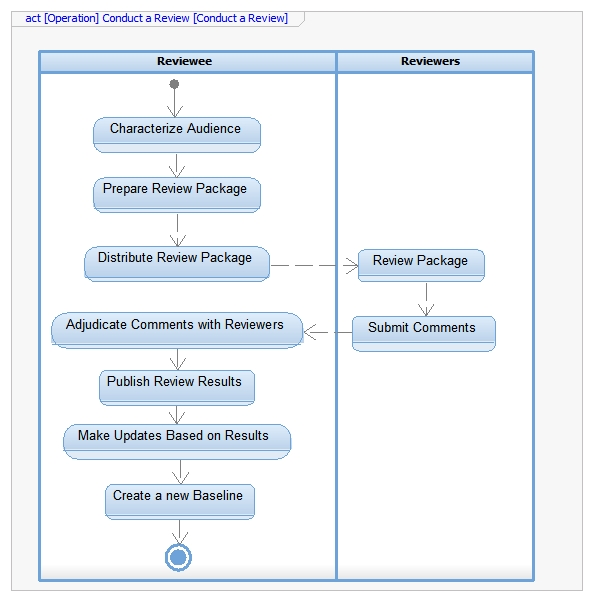 act [Operation] Conduct a Review [Conduct a Review]
Reviewee
Reviewers
Characterize Audience
Prepare Review Package
Distribute Review Package
Review Package
Submit Comments
Adjudicate Comments with Reviewers
Publish Review Results
Make Updates Based on Results
Create a new Baseline